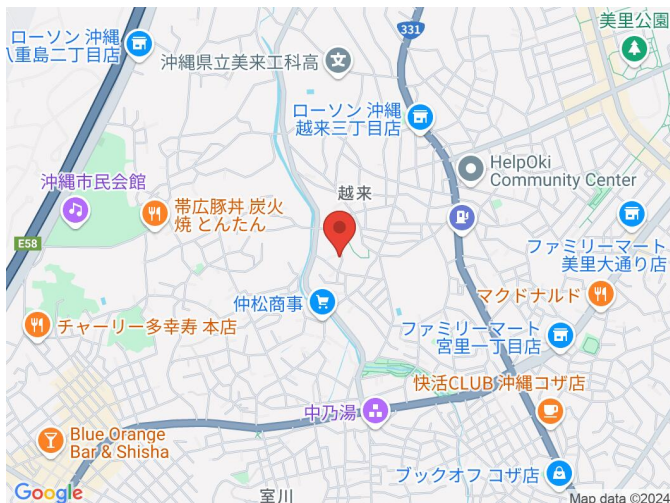 ローソン 沖縄
八重島二丁目店
331
美里公園
沖縄県立美来工科高
ローソン 沖縄
越来三丁目店
HelpOki
Community Center
沖縄市民会館
越来
帯広豚丼 炭火
焼 とんたん
E58
ファミリーマート
美里大通り店
マクドナルド
仲松商事
チャーリー多幸寿 本店
ファミリーマート
宮里一丁目店
快活CLUB 沖縄コザ店
中乃湯
Blue Orange
Bar & Shisha
ブックオフ コザ店
室川
Google
Map data ©2024